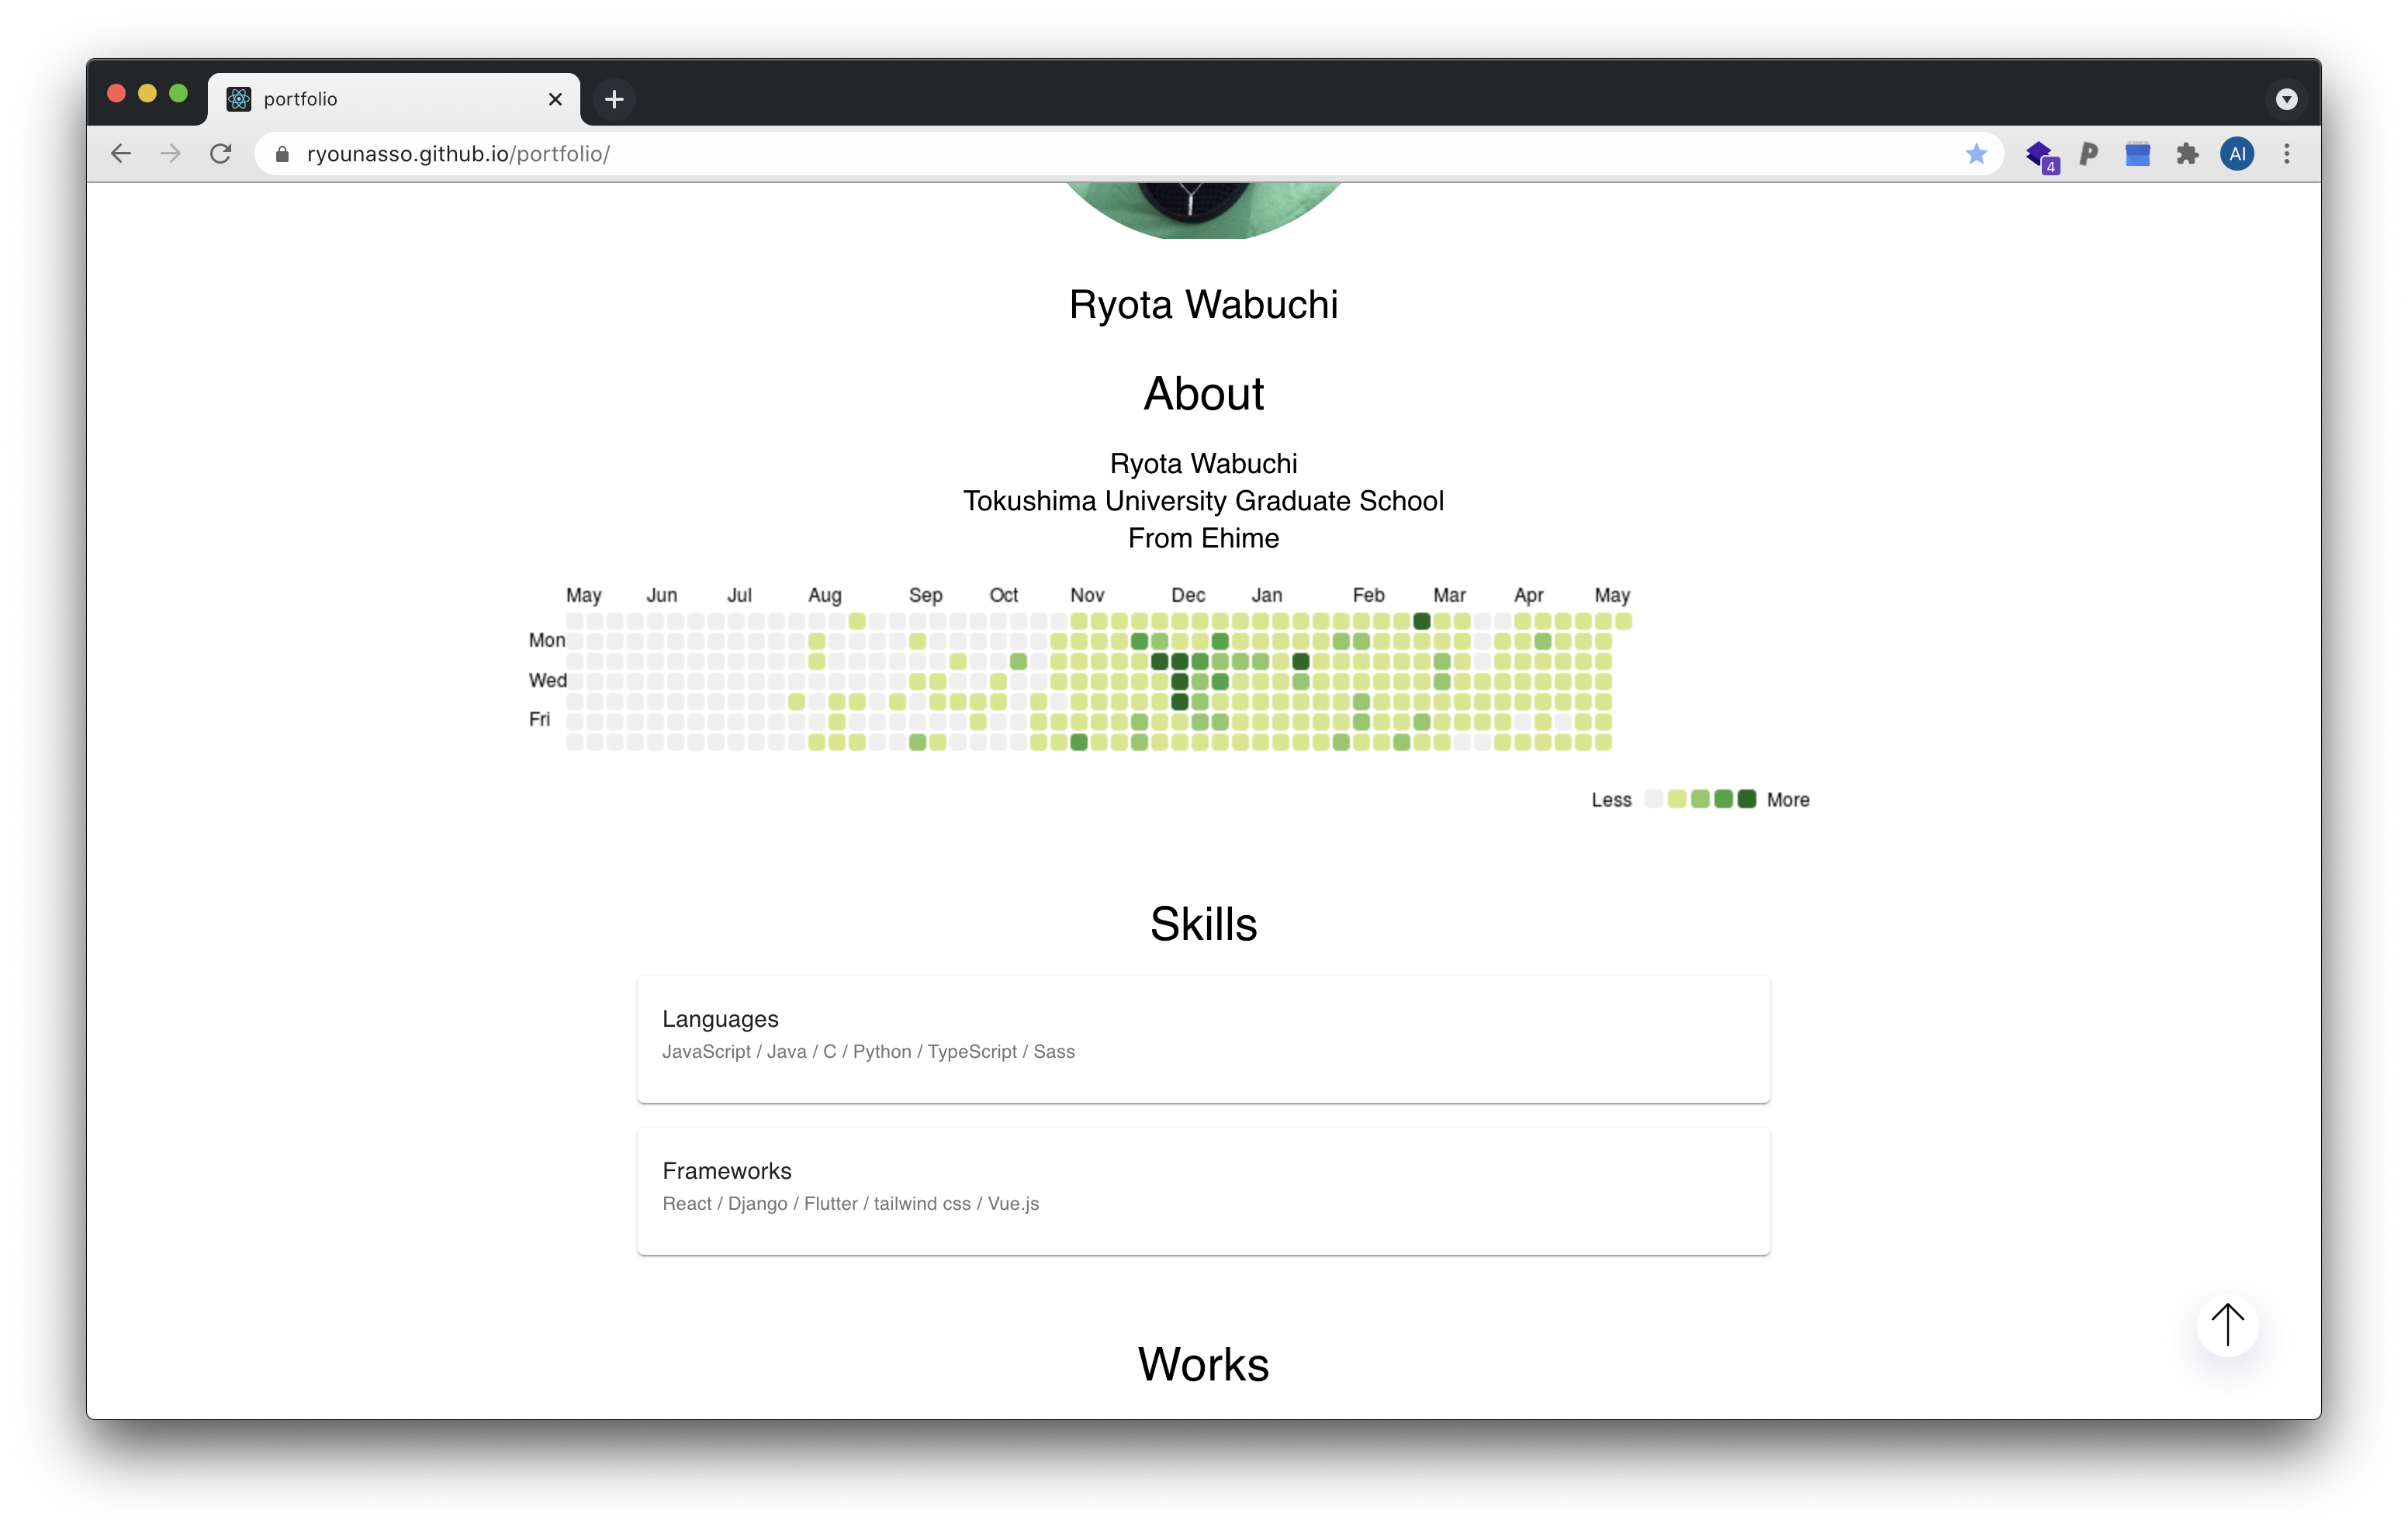 portfolio
ryounasso.github.io/portfolio/
4
P
AI
Ryota Wabuchi
About
Ryota Wabuchi
Tokushima University Graduate School
From Ehime
May Jun Jul Aug Sep Oct Nov Dec Jan Feb Mar Apr May
Mon
Wed
Fri
Less More
Skills
Languages
JavaScript / Java / C / Python / TypeScript / Sass
Frameworks
React / Django / Flutter / tailwind css / Vue.js
Works